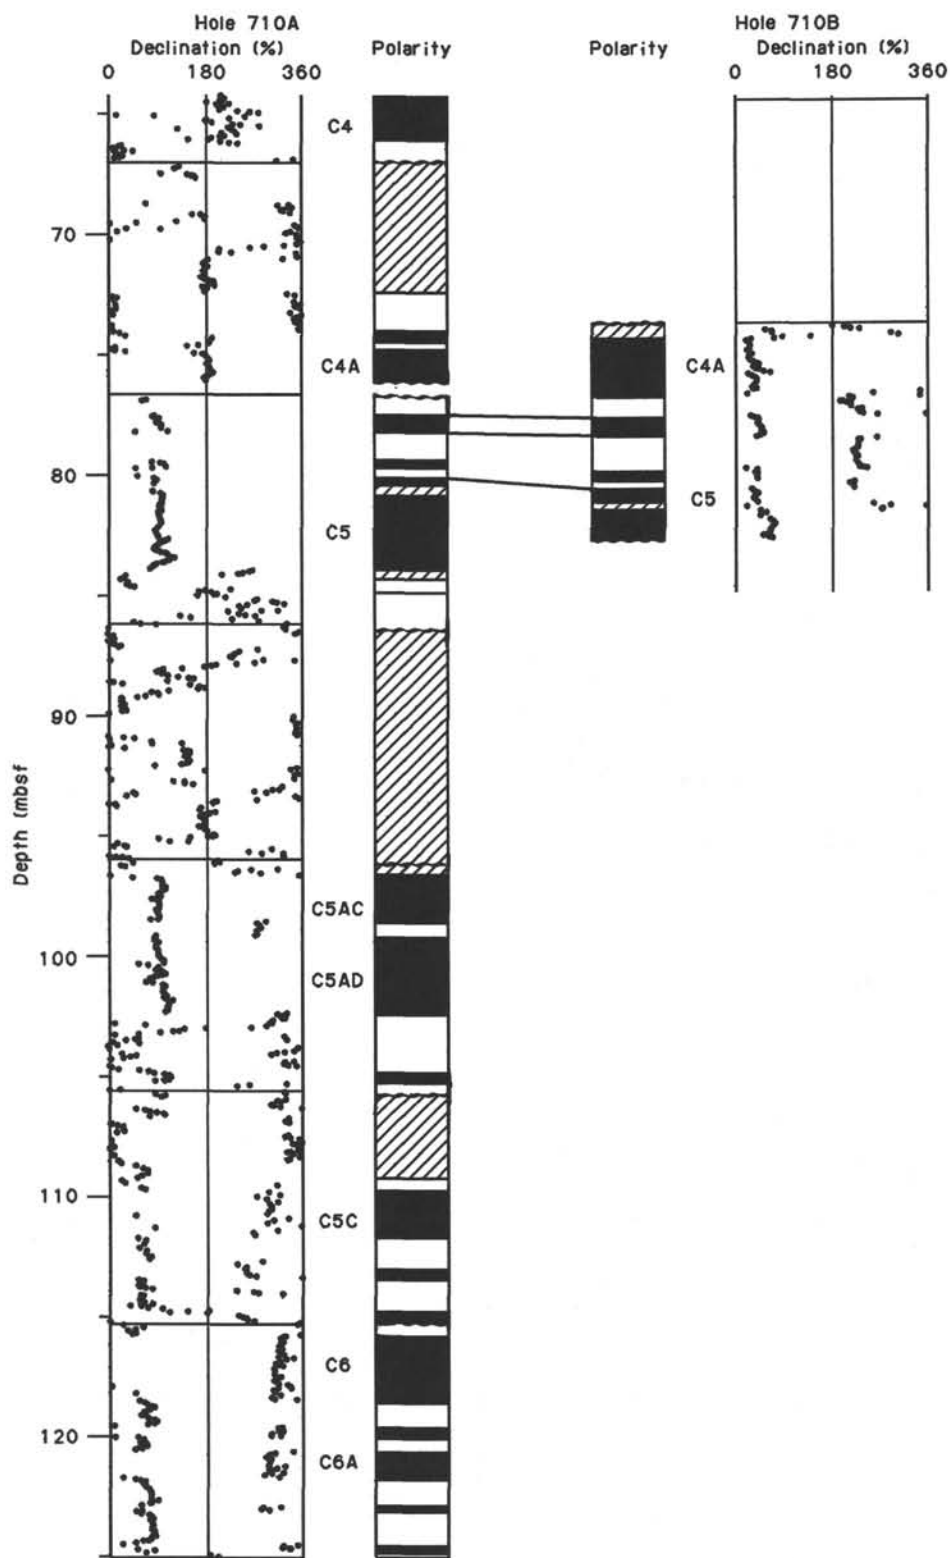 Hole 710A
Declination (%)
0 180 360
Polarity
Polarity
Hole 710B
Declination (%)
0 180 360
C4
70
C4A
C4A
80
C5
C5
90
Depth (mbsf
C5AC
100
C5AD
110
C5C
C6
120
C6A